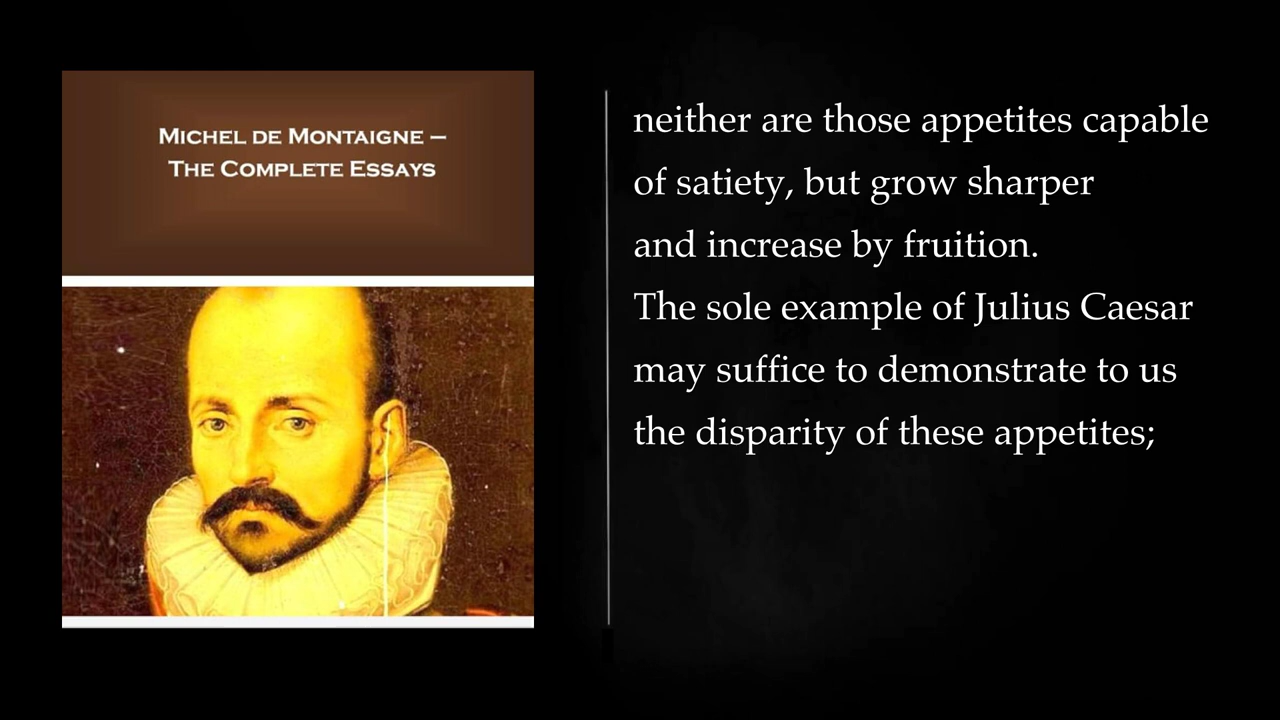 MICHEL DE MONTAIGNE –
THE COMPLETE ESSAYS
neither are those appetites capable
of satiety, but grow sharper
and increase by fruition.
The sole example of Julius Caesar
may suffice to demonstrate to us
the disparity of these appetites;